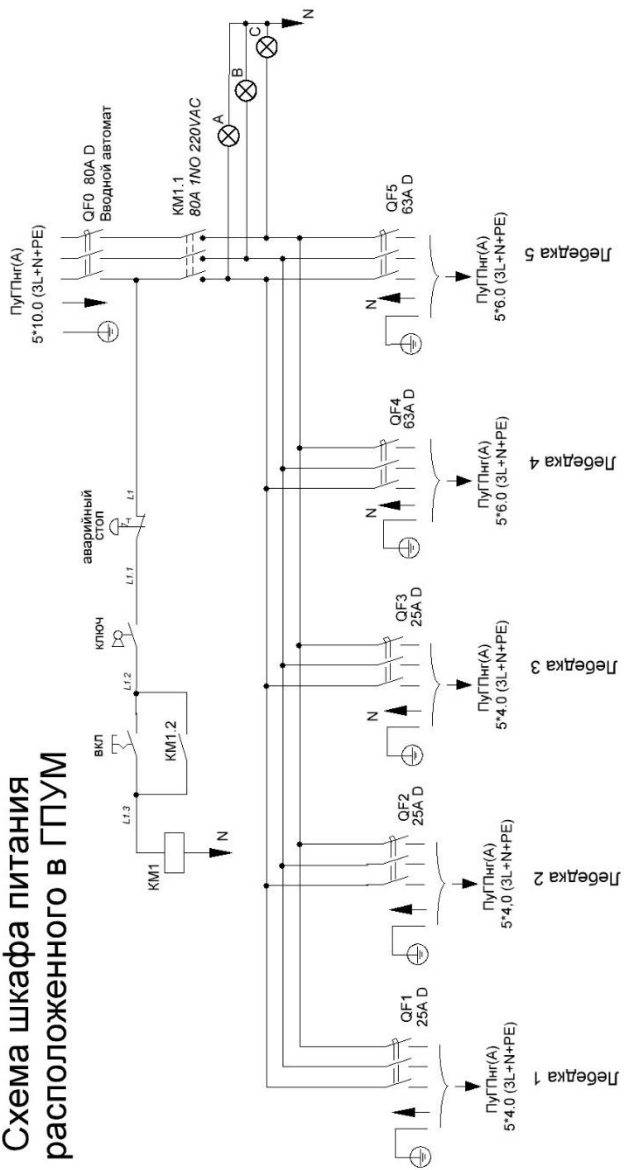 Схема шкафа питания
расположенного в ГПУМ
ПуГПнг(А)
5*10.0 (3L+N+PE)
QF0 80A D
Вводной автомат
KM1.1
80A 1NO 220VAC
A
B
C
N
аварийный
стоп
L1
L1.1
ключ
L1.2
вкл
KM1.2
L1.3
KM1
N
QF1
25A D
ПуГПнг(А)
5*4.0 (3L+N+PE)
Лебедка 1
QF2
25A D
ПуГПнг(А)
5*4,0 (3L+N+PE)
Лебедка 2
QF3
25A D
N
ПуГПнг(А)
5*4.0 (3L+N+PE)
Лебедка 3
QF4
63A D
N
ПуГПнг(А)
5*6.0 (3L+N+PE)
Лебедка 4
QF5
63A D
N
ПуГПнг(А)
5*6.0 (3L+N+PE)
Лебедка 5